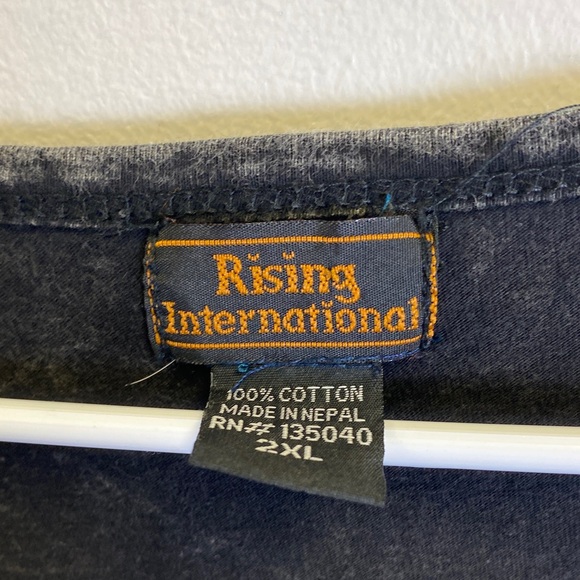 Rising
International
100% COTTON
MADE IN NEPAL
RN# 135040
2XL